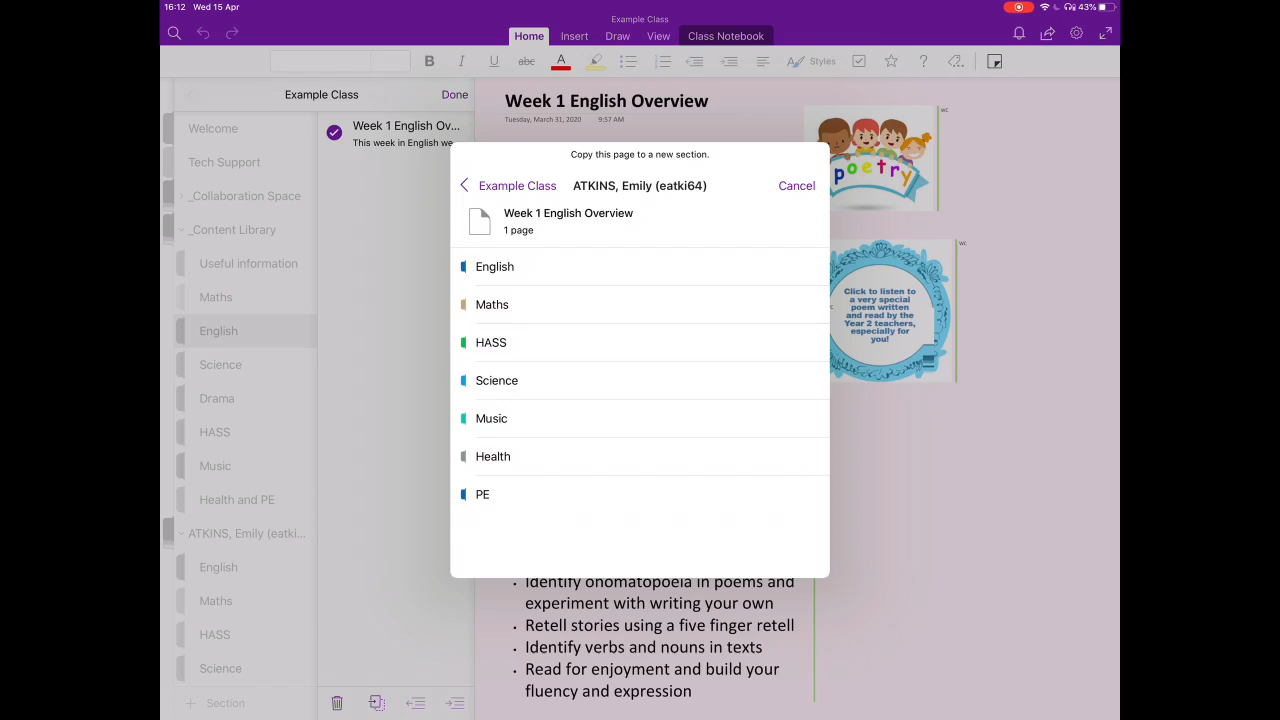 16:12 Wed 15 Apr
43%
Example Class
Home Insert Draw View Class Notebook
B I U abc A Styles ?
Example Class Done
Welcome
Tech Support
_Collaboration Space
_Content Library
Useful information
Maths
English
Science
Drama
HASS
Music
Health and PE
ATKINS, Emily (eatki...
English
Maths
HASS
Science
+ Section
Week 1 English Ov...
This week in English we
Week 1 English Overview
Tuesday, March 31, 2020 9:57 AM
WC
poetry
WC
Click to listen to
a very special
poem written
and read by the
Year 2 teachers,
especially for
you!
Copy this page to a new section.
Example Class ATKINS, Emily (eatki64) Cancel
Week 1 English Overview
1 page
English
Maths
HASS
Science
Music
Health
PE
• Identify onomatopoeia in poems and
experiment with writing your own
• Retell stories using a five finger retell
• Identify verbs and nouns in texts
• Read for enjoyment and build your
fluency and expression